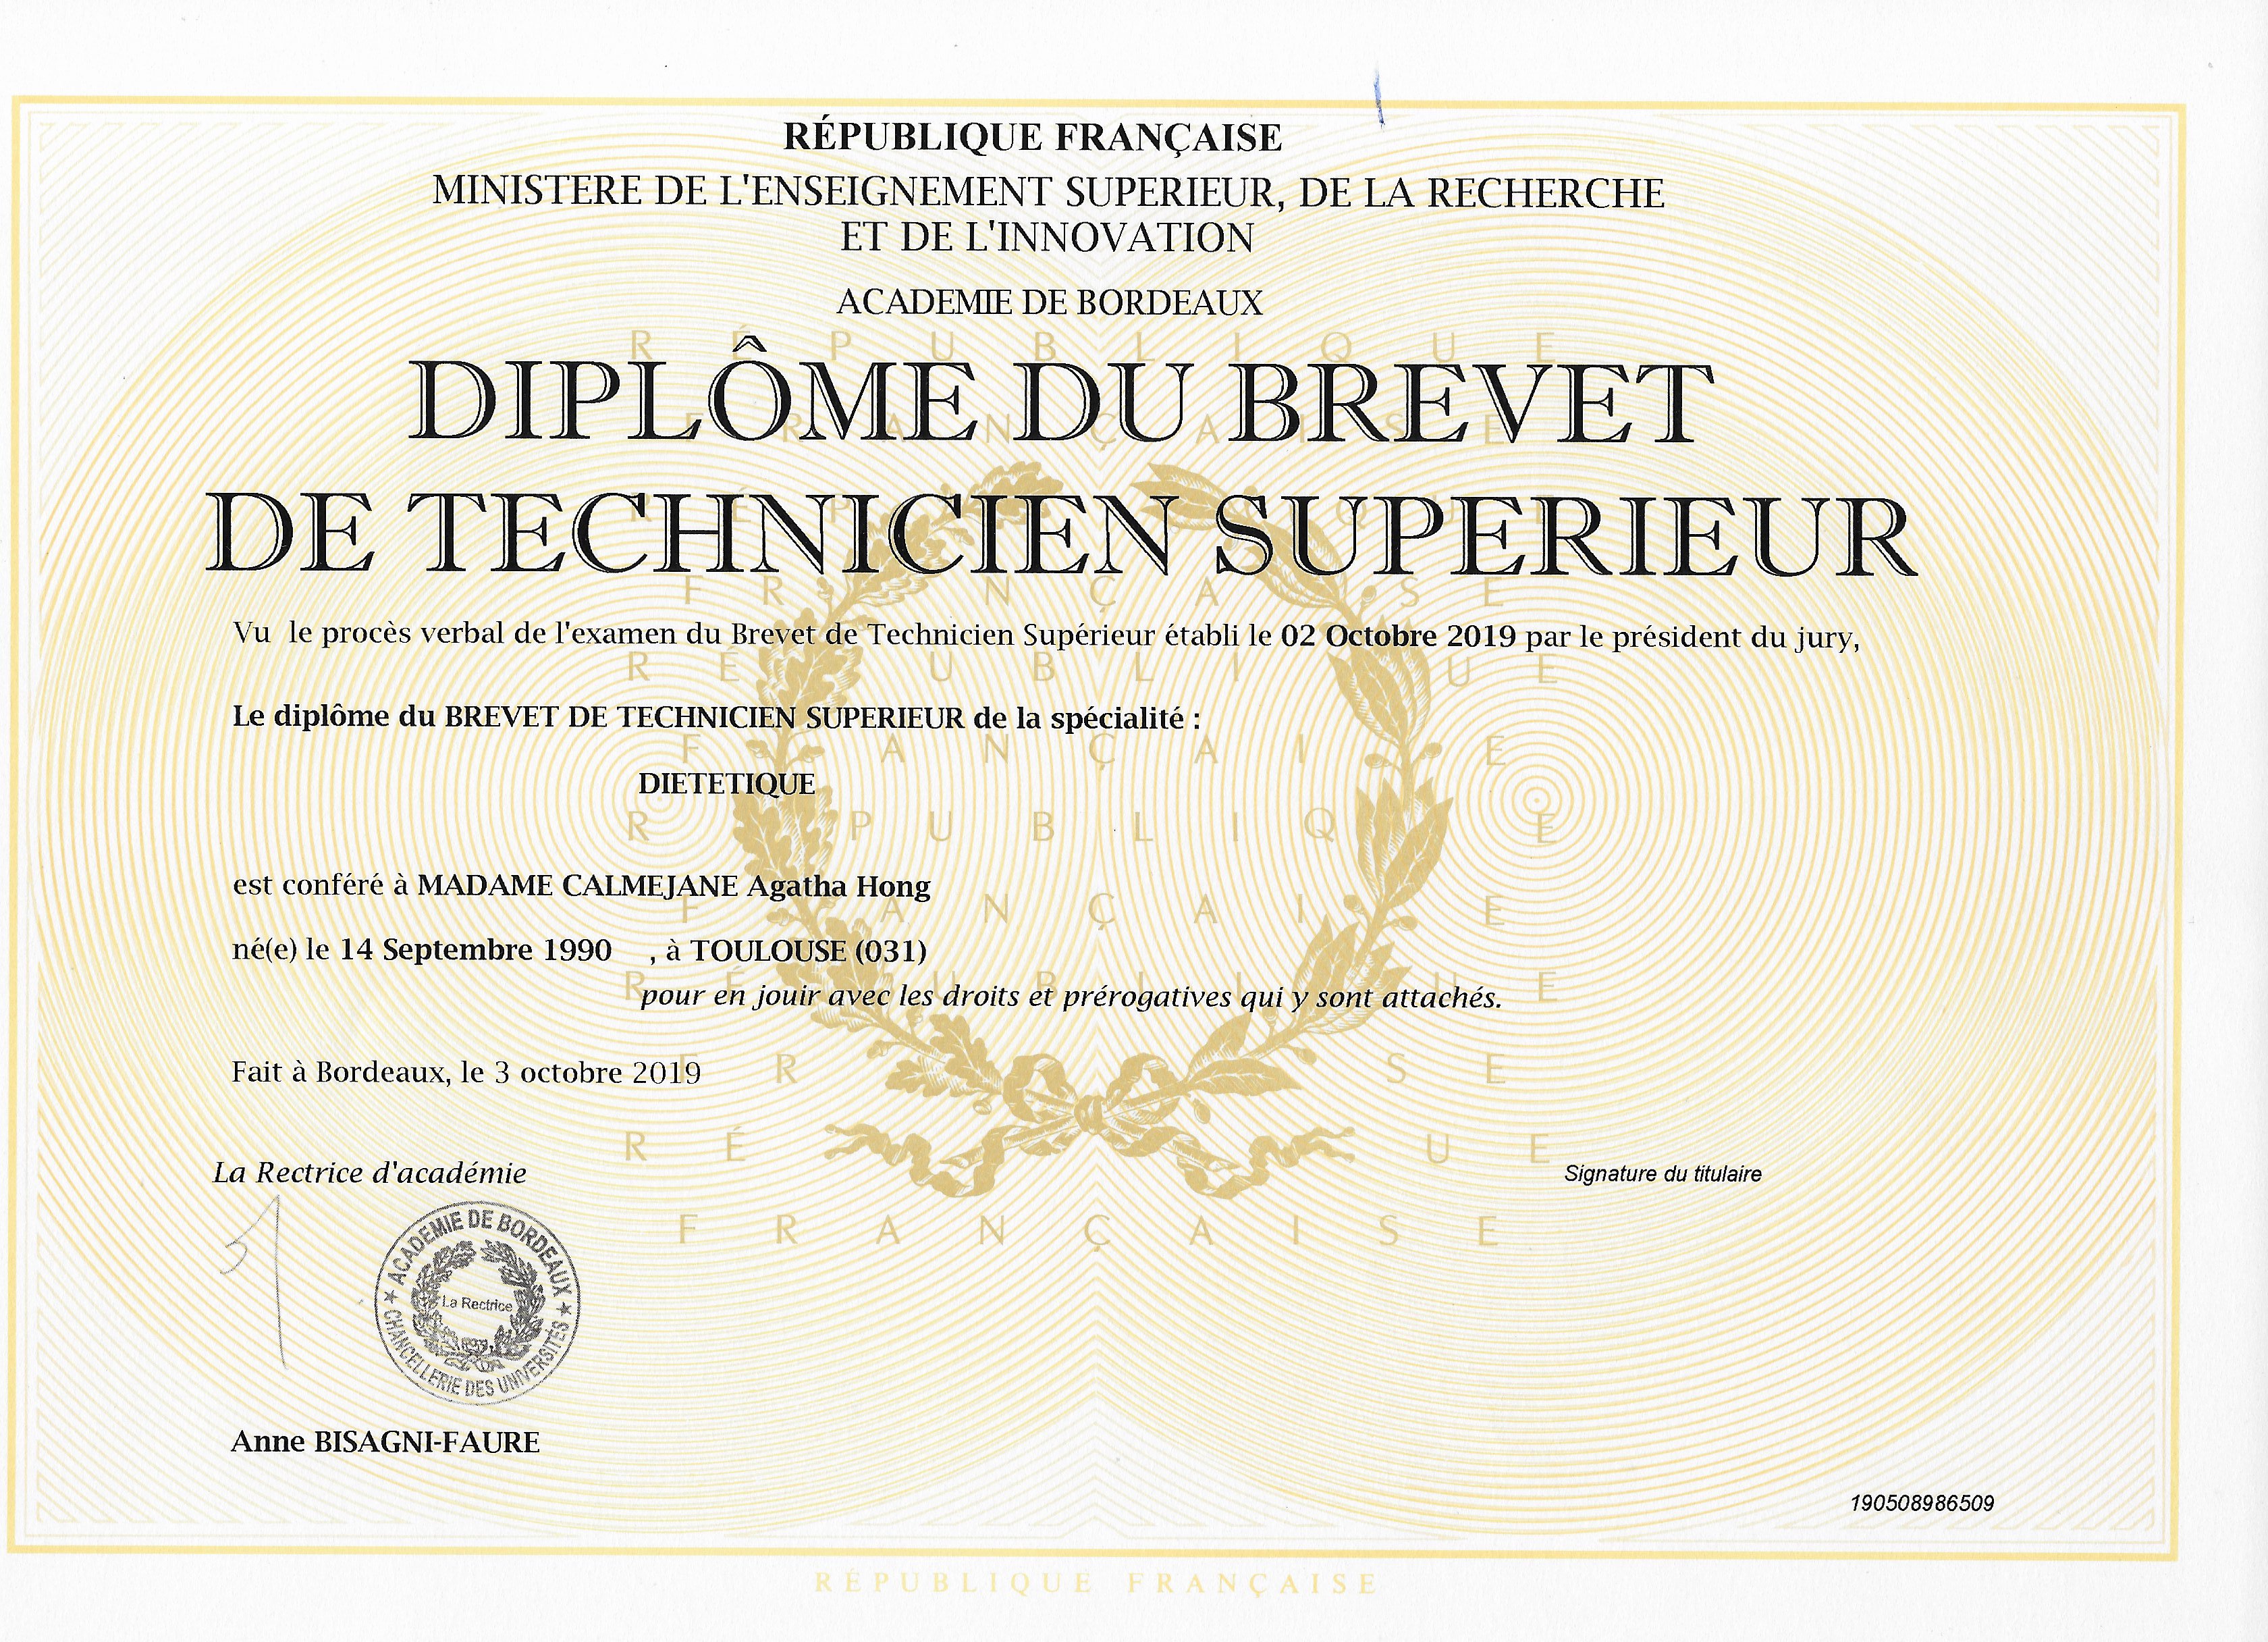 RÉPUBLIQUE FRANÇAISE
MINISTERE DE L'ENSEIGNEMENT SUPERIEUR, DE LA RECHERCHE
ET DE L'INNOVATION
ACADEMIE DE BORDEAUX
DIPLÔME DU BREVET
DE TECHNICIEN SUPERIEUR
Vu le procès verbal de l'examen du Brevet de Technicien Supérieur établi le 02 Octobre 2019 par le président du jury,
Le diplôme du BREVET DE TECHNICIEN SUPERIEUR de la spécialité :
DIETETIQUE
est conféré à MADAME CALMEJANE Agatha Hong
né(e) le 14 Septembre 1990 , à TOULOUSE (031)
pour en jouir avec les droits et prérogatives qui y sont attachés.
Fait à Bordeaux, le 3 octobre 2019
La Rectrice d'académie
Signature du titulaire
ACADEMIE DE BORDEAUX
La Rectrice
CHANCELLERIE DES UNIVERSITÉS
Anne BISAGNI-FAURE
190508986509
RÉPUBLIQUE FRANÇAISE